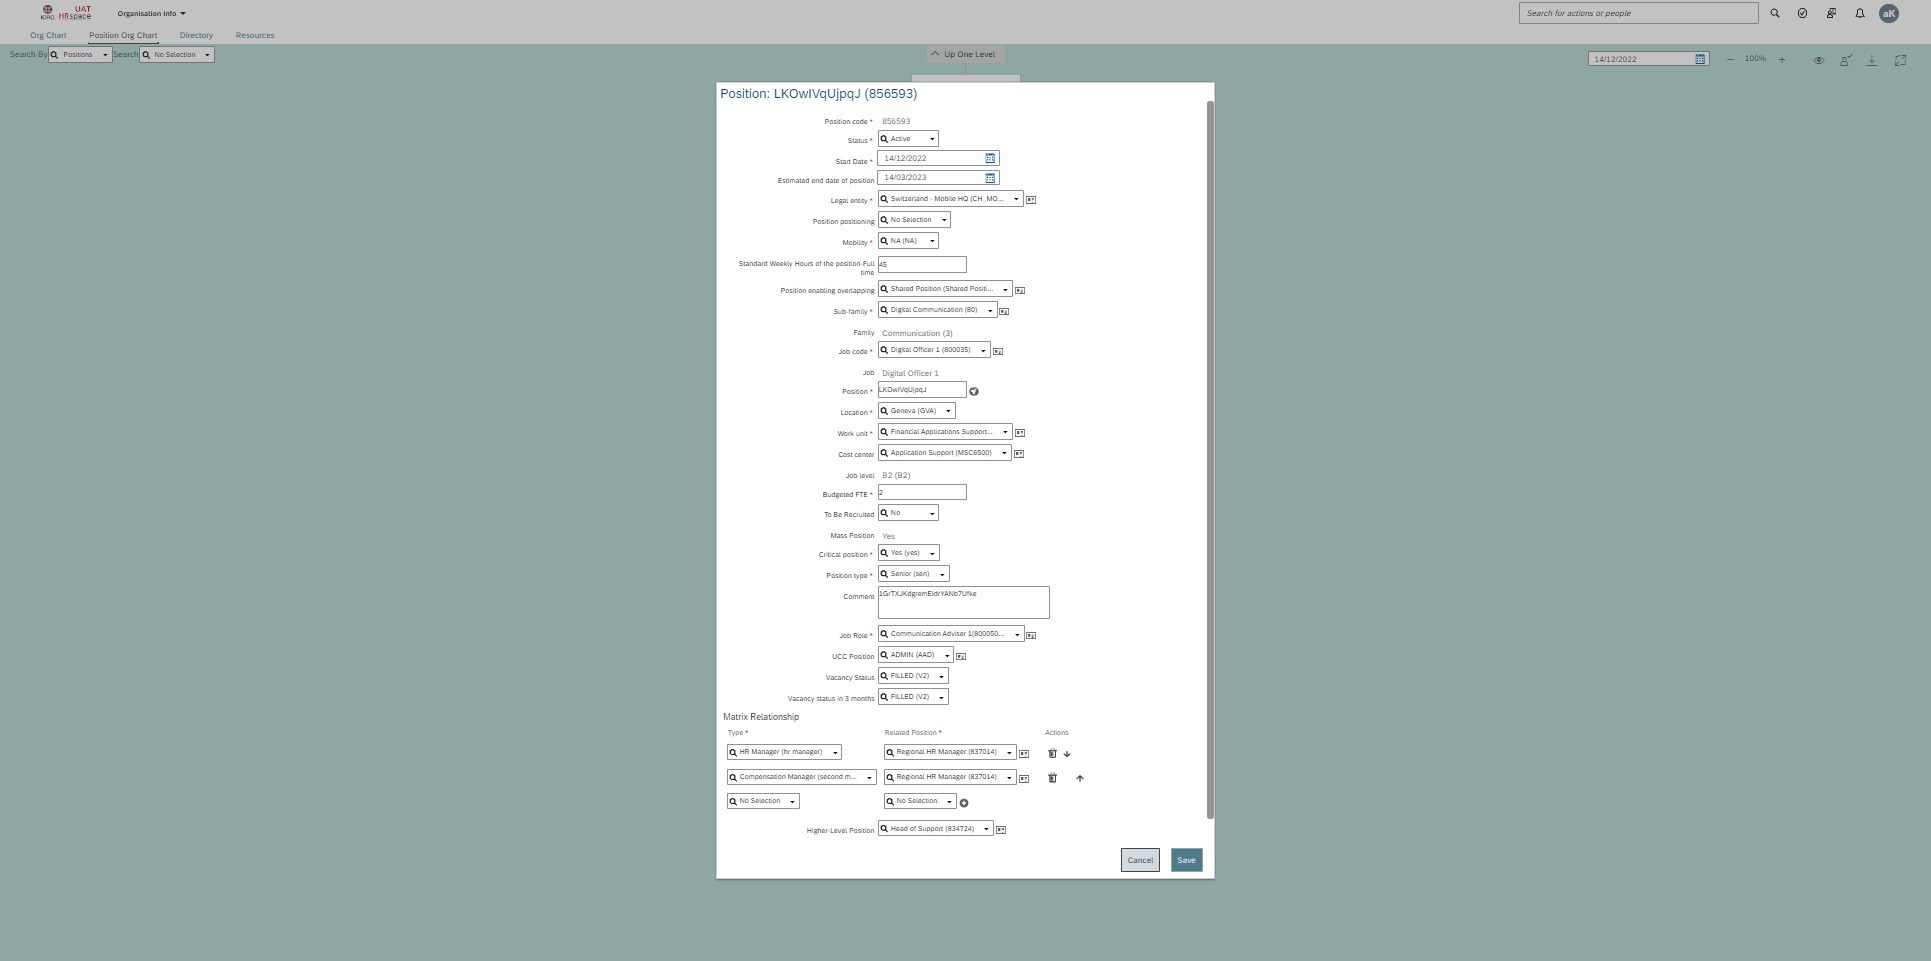 ICRC UAT HRspace Organisation Info Search for actions or people aK
Org Chart Position Org Chart Directory Resources
Search By Positions Search No Selection Up One Level 14/12/2022 100%
Position: LKOwIVqUjpqJ (856593)
Position code * 856593
Status * Active
Start Date * 14/12/2022
Estimated end date of position 14/03/2023
Legal entity * Switzerland - Mobile HQ (CH_MO...
Position positioning No Selection
Mobility * NA (NA)
Standard Weekly Hours of the position-Full time 45
Position enabling overlapping Shared Position (Shared Positi...
Sub-family * Digital Communication (80)
Family Communication (3)
Job code * Digital Officer 1 (800035)
Job Digital Officer 1
Position * LKOwIVqUjpqJ
Location * Geneva (GVA)
Work unit * Financial Applications Support...
Cost center Application Support (MSC6500)
Job level B2 (B2)
Budgeted FTE * 2
To Be Recruited No
Mass Position Yes
Critical position * Yes (yes)
Position type * Senior (sen)
Comment 1GrTXJKdgremEIdrYANb7Ufke
Job Role * Communication Adviser 1(800050...
UCC Position ADMIN (AAD)
Vacancy Status FILLED (V2)
Vacancy status in 3 months FILLED (V2)
Matrix Relationship
Type * Related Position * Actions
HR Manager (hr manager) Regional HR Manager (837014)
Compensation Manager (second m... Regional HR Manager (837014)
No Selection No Selection
Higher-Level Position Head of Support (834724)
Cancel Save